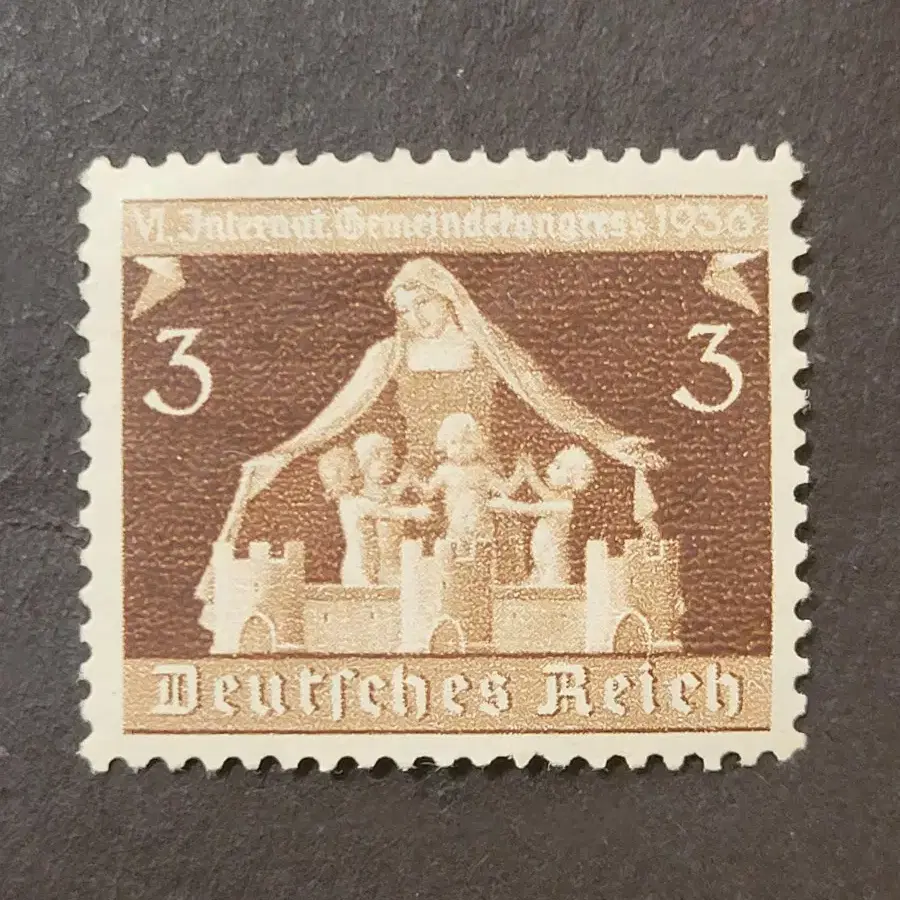 VI. Internat. Gemeindekongress 1936
3 3
Deutsches Reich